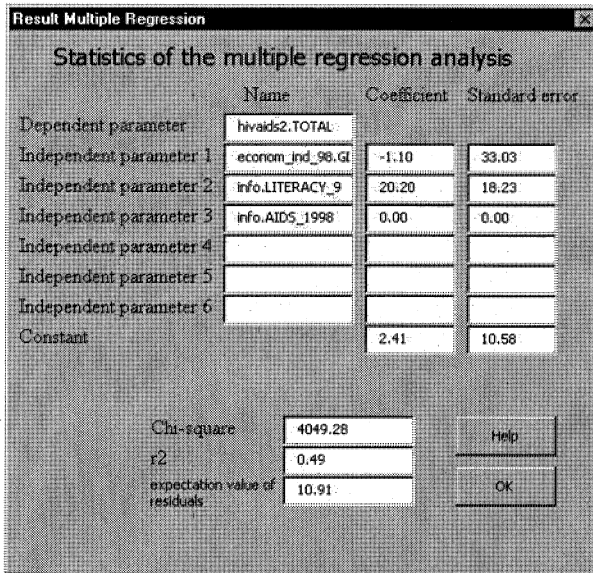 Result Multiple Regression
Statistics of the multiple regression analysis
Name Coefficient Standard error
Dependent parameter hivaids2.TOTAL
Independent parameter 1 econom_ind_98.GI -1.10 33.03
Independent parameter 2 info.LITERACY_9 20.20 18.23
Independent parameter 3 info.AIDS_1998 0.00 0.00
Independent parameter 4
Independent parameter 5
Independent parameter 6
Constant 2.41 10.58
Chi-square 4049.28 Help
r2 0.49
expectation value of residuals 10.91 OK